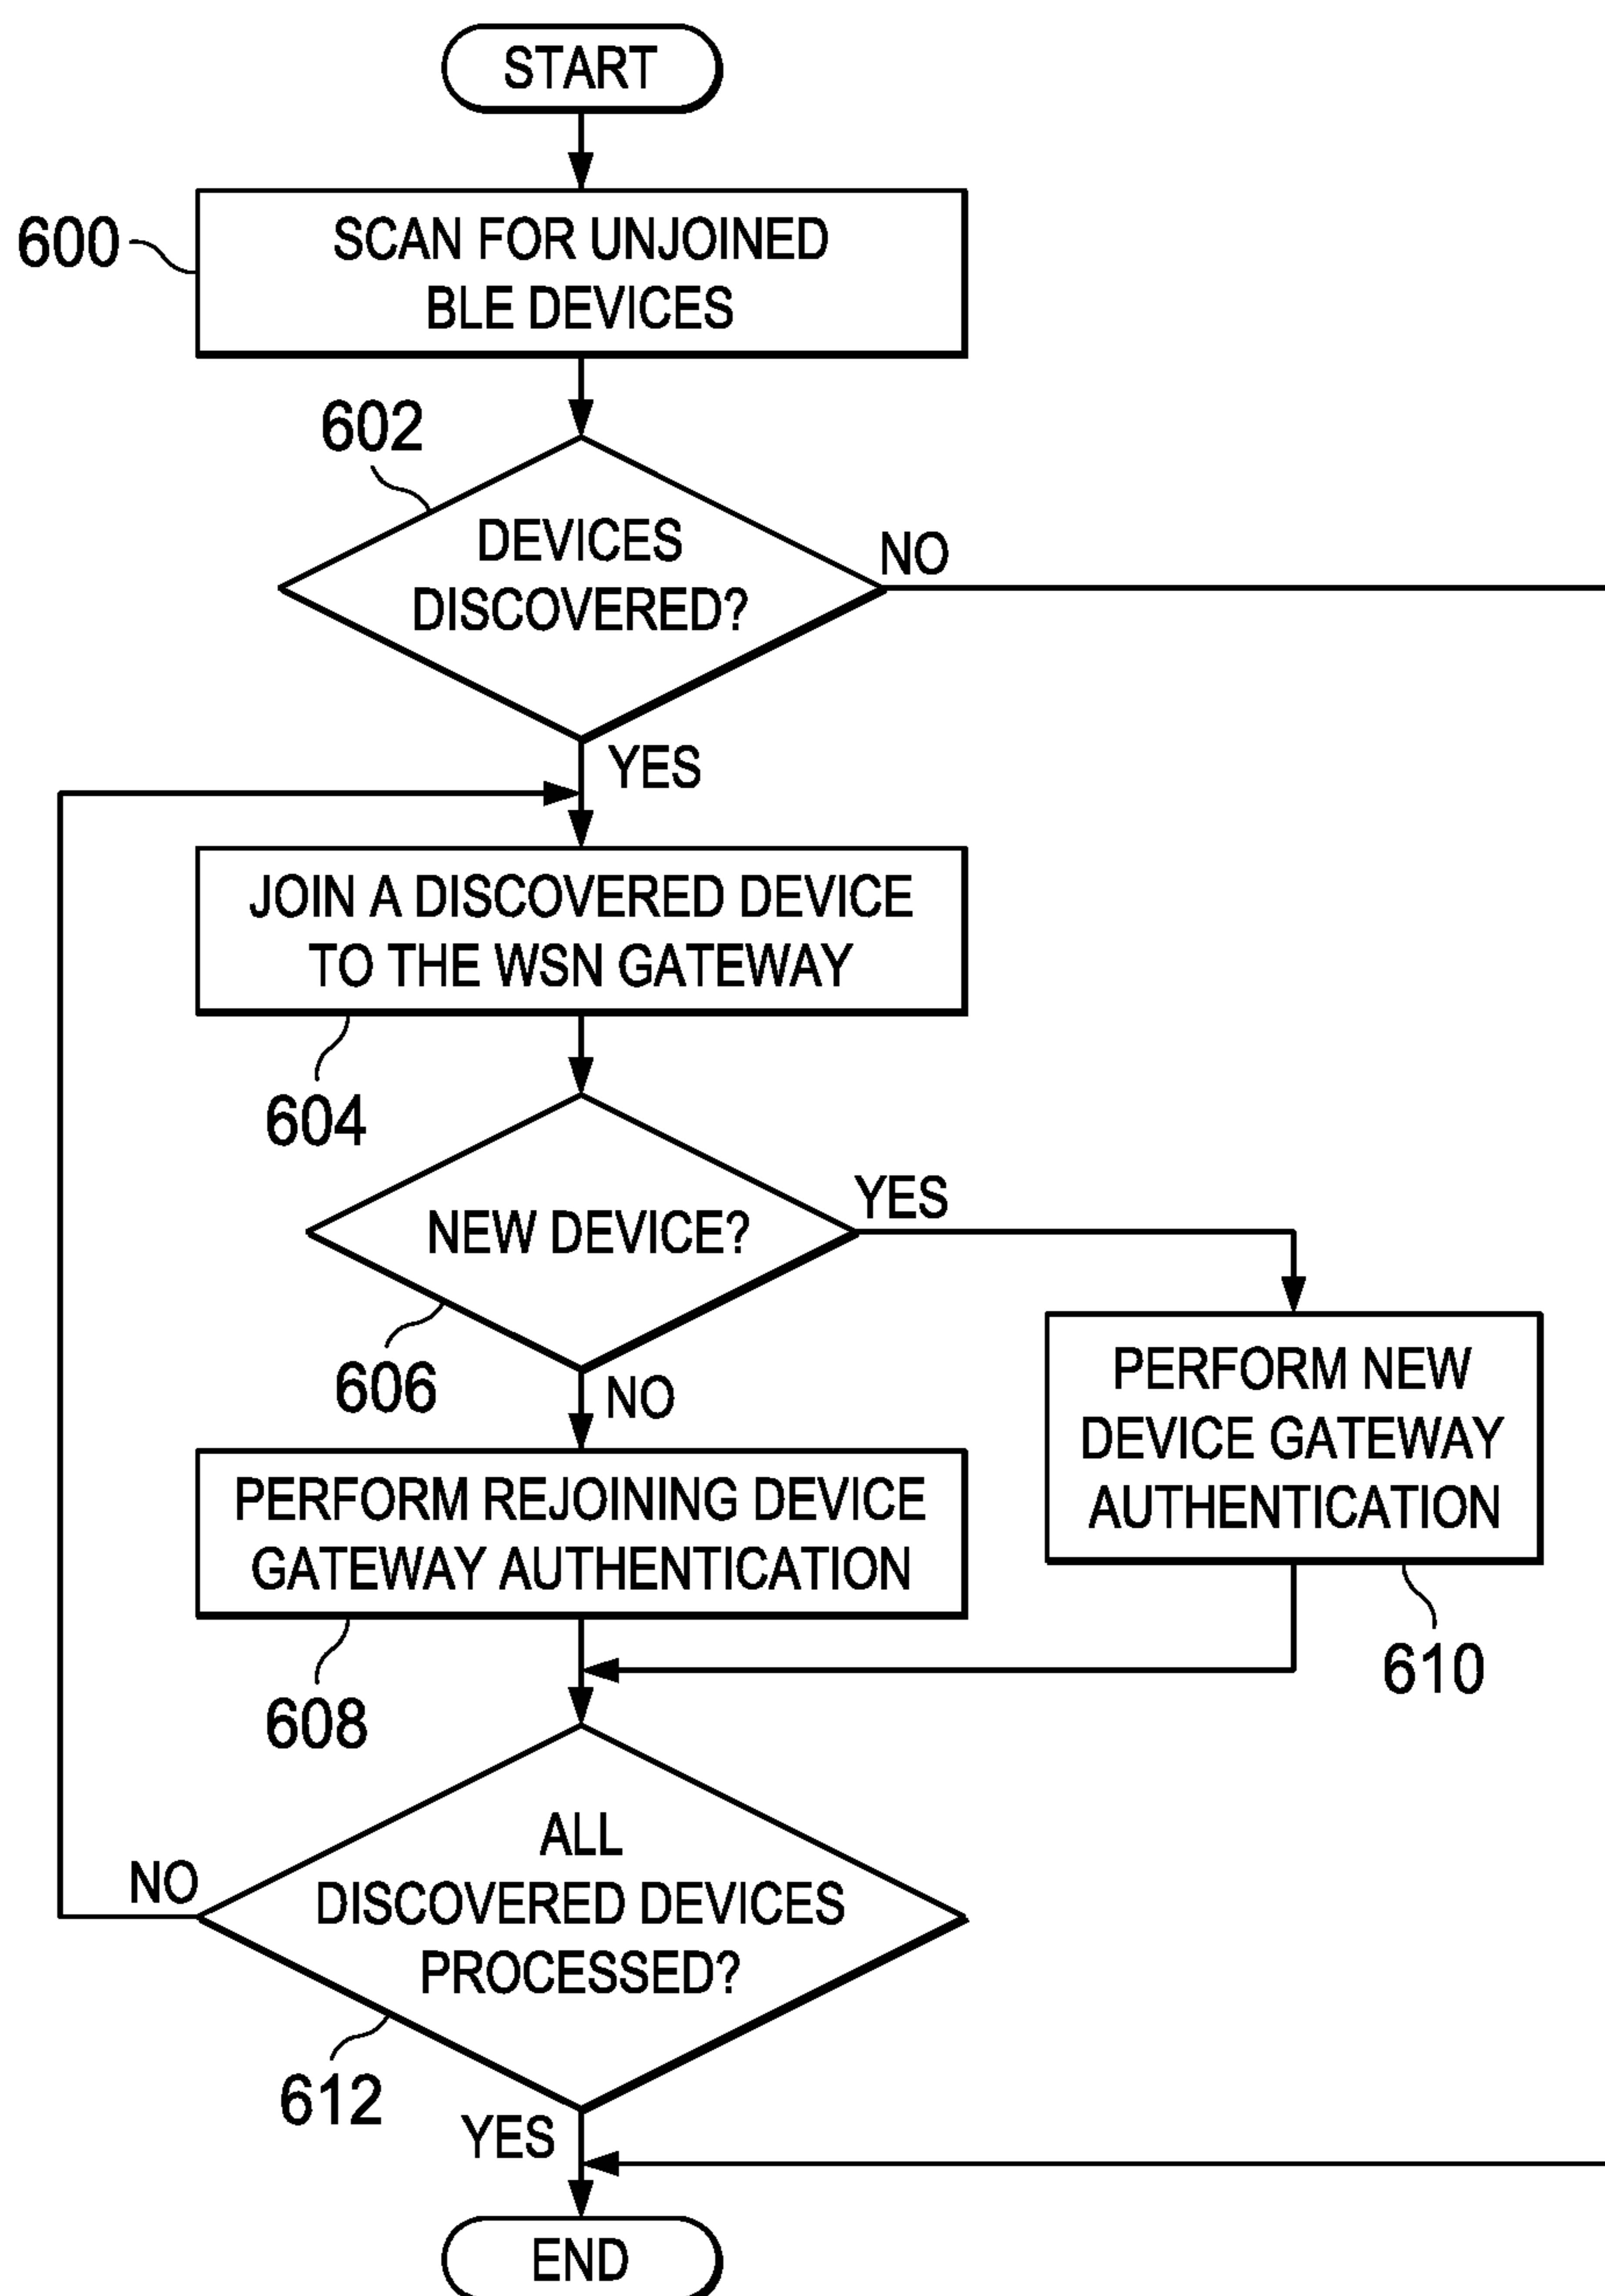 START
600
SCAN FOR UNJOINED
BLE DEVICES
602
DEVICES
DISCOVERED?
NO
YES
JOIN A DISCOVERED DEVICE
TO THE WSN GATEWAY
604
NEW DEVICE?
YES
606
NO
PERFORM NEW
DEVICE GATEWAY
AUTHENTICATION
610
PERFORM REJOINING DEVICE
GATEWAY AUTHENTICATION
608
ALL
DISCOVERED DEVICES
PROCESSED?
NO
612
YES
END